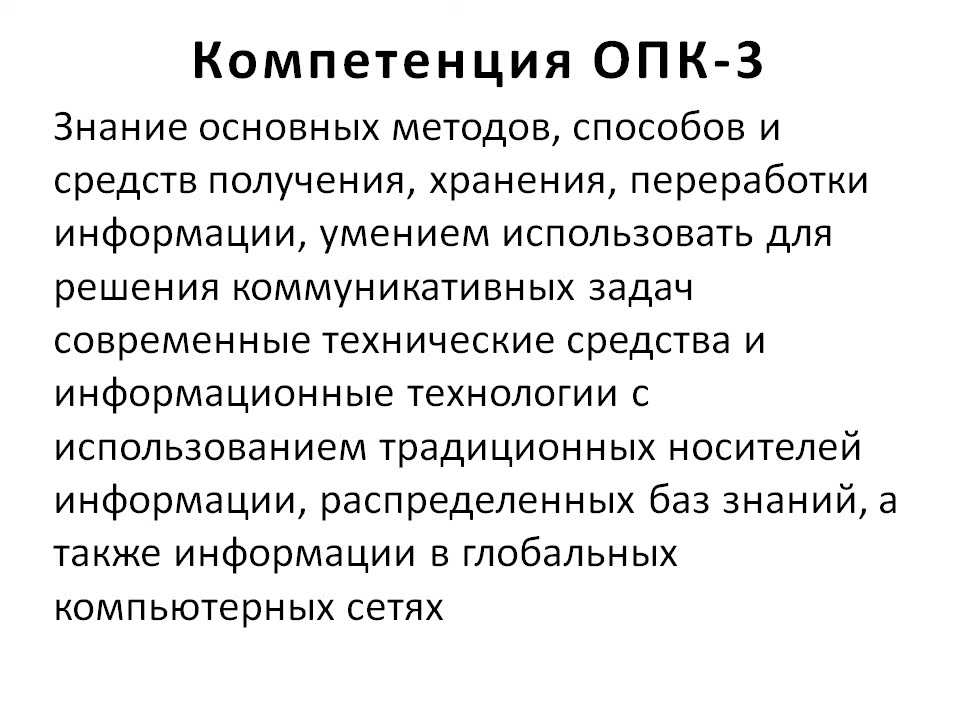 Компетенция ОПК-3
Знание основных методов, способов и
средств получения, хранения, переработки
информации, умением использовать для
решения коммуникативных задач
современные технические средства и
информационные технологии с
использованием традиционных носителей
информации, распределенных баз знаний, а
также информации в глобальных
компьютерных сетях